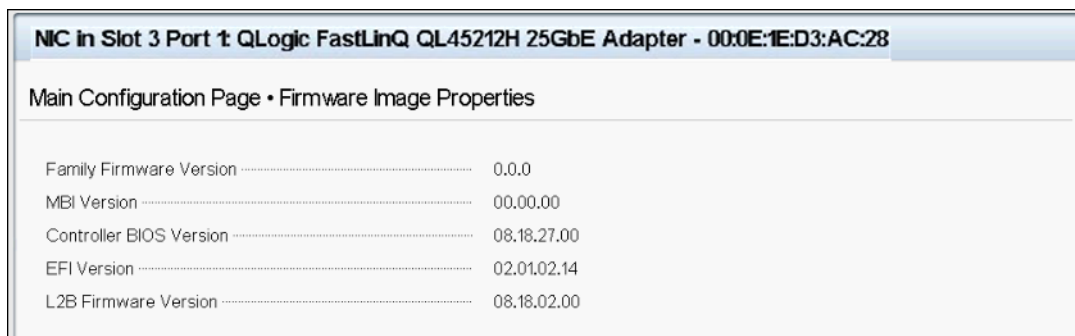 NIC in Slot 3 Port 1: QLogic FastLinQ QL45212H 25GbE Adapter - 00:0E:1E:D3:AC:28
Main Configuration Page • Firmware Image Properties
Family Firmware Version 0.0.0
MBI Version 00.00.00
Controller BIOS Version 08.18.27.00
EFI Version 02.01.02.14
L2B Firmware Version 08.18.02.00